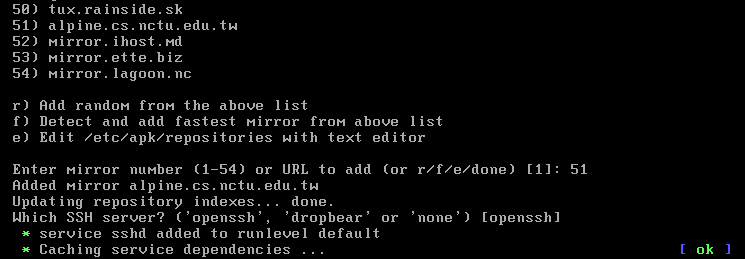 50) tux.rainside.sk
51) alpine.cs.nctu.edu.tw
52) mirror.ihost.md
53) mirror.ette.biz
54) mirror.lagoon.nc
r) Add random from the above list
f) Detect and add fastest mirror from above list
e) Edit /etc/apk/repositories with text editor
Enter mirror number (1-54) or URL to add (or r/f/e/done) [1]: 51
Added mirror alpine.cs.nctu.edu.tw
Updating repository indexes... done.
Which SSH server? ('openssh', 'dropbear' or 'none') [openssh]
* service sshd added to runlevel default
* Caching service dependencies ... [ ok ]